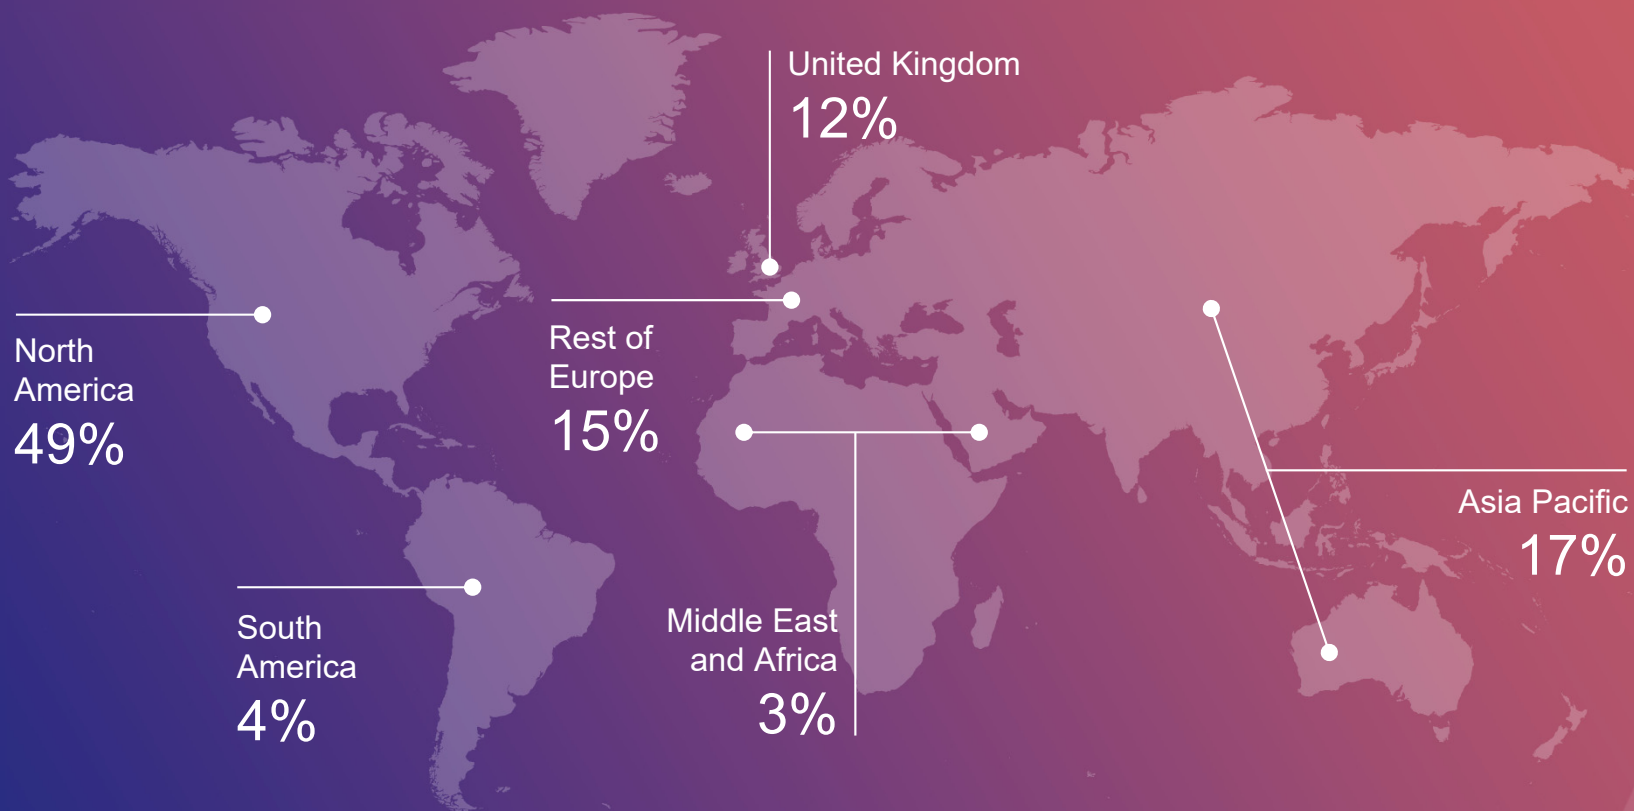 United Kingdom
12%
North
America
49%
Rest of
Europe
15%
Asia Pacific
17%
South
America
4%
Middle East
and Africa
3%